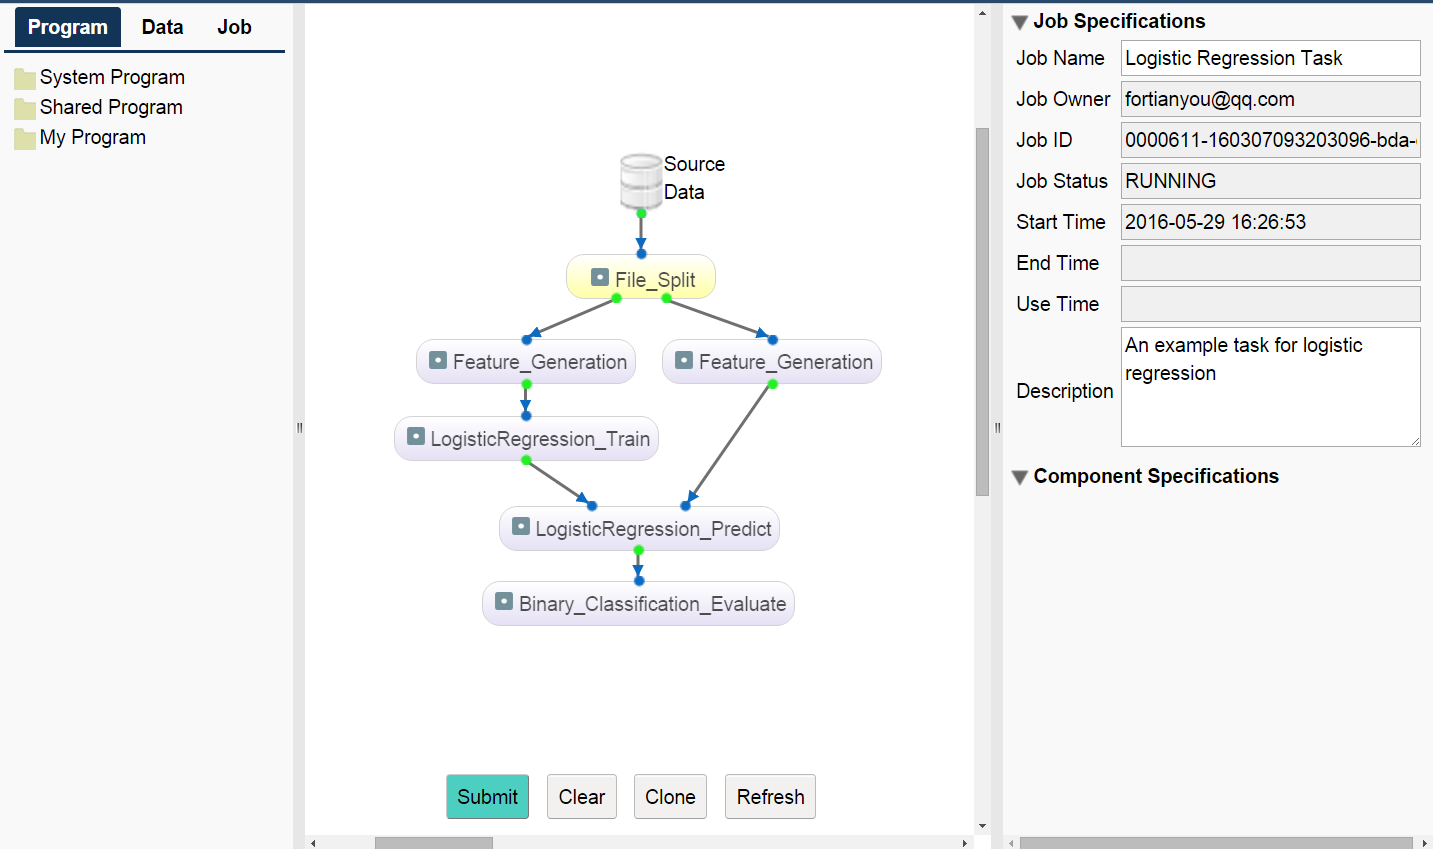 Program Data Job
System Program
Shared Program
My Program
Source
Data
File_Split
Feature_Generation Feature_Generation
LogisticRegression_Train
LogisticRegression_Predict
Binary_Classification_Evaluate
Submit Clear Clone Refresh
Job Specifications
Job Name Logistic Regression Task
Job Owner fortianyou@qq.com
Job ID 0000611-160307093203096-bda-
Job Status RUNNING
Start Time 2016-05-29 16:26:53
End Time
Use Time
Description An example task for logistic
regression
Component Specifications